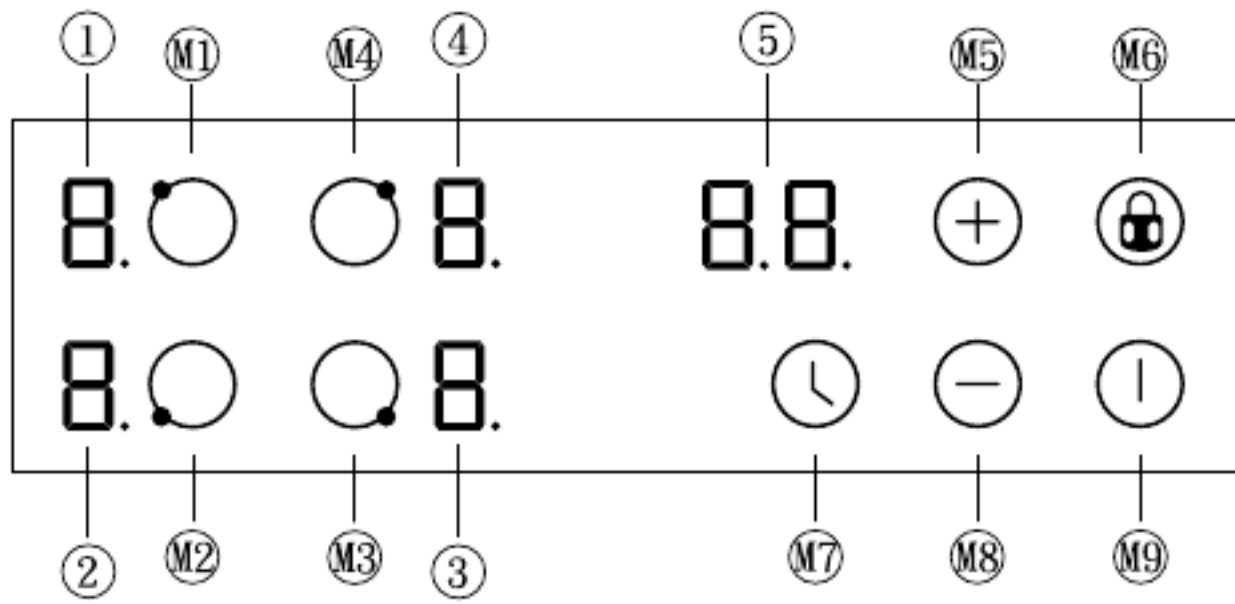 ① M1 M4 ④ ⑤ M5 M6
8. 8. 8.8.
8. 8.
② M2 M3 ③ M7 M8 M9